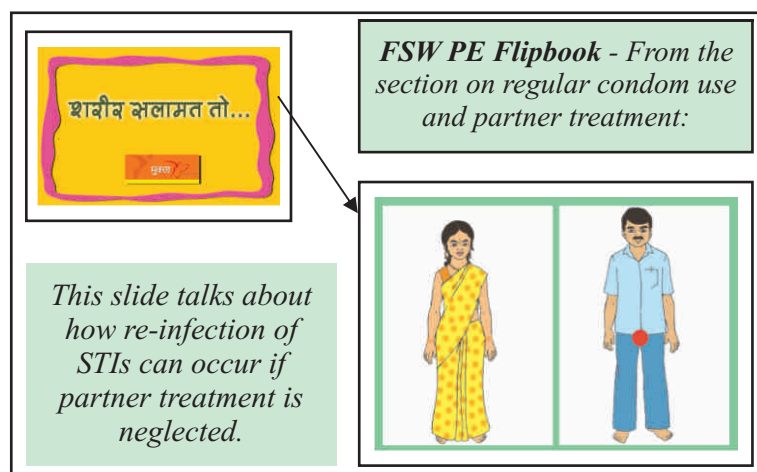 शरीर सलामत तो...
मुक्ता
FSW PE Flipbook - From the
section on regular condom use
and partner treatment:
This slide talks about
how re-infection of
STIs can occur if
partner treatment is
neglected.